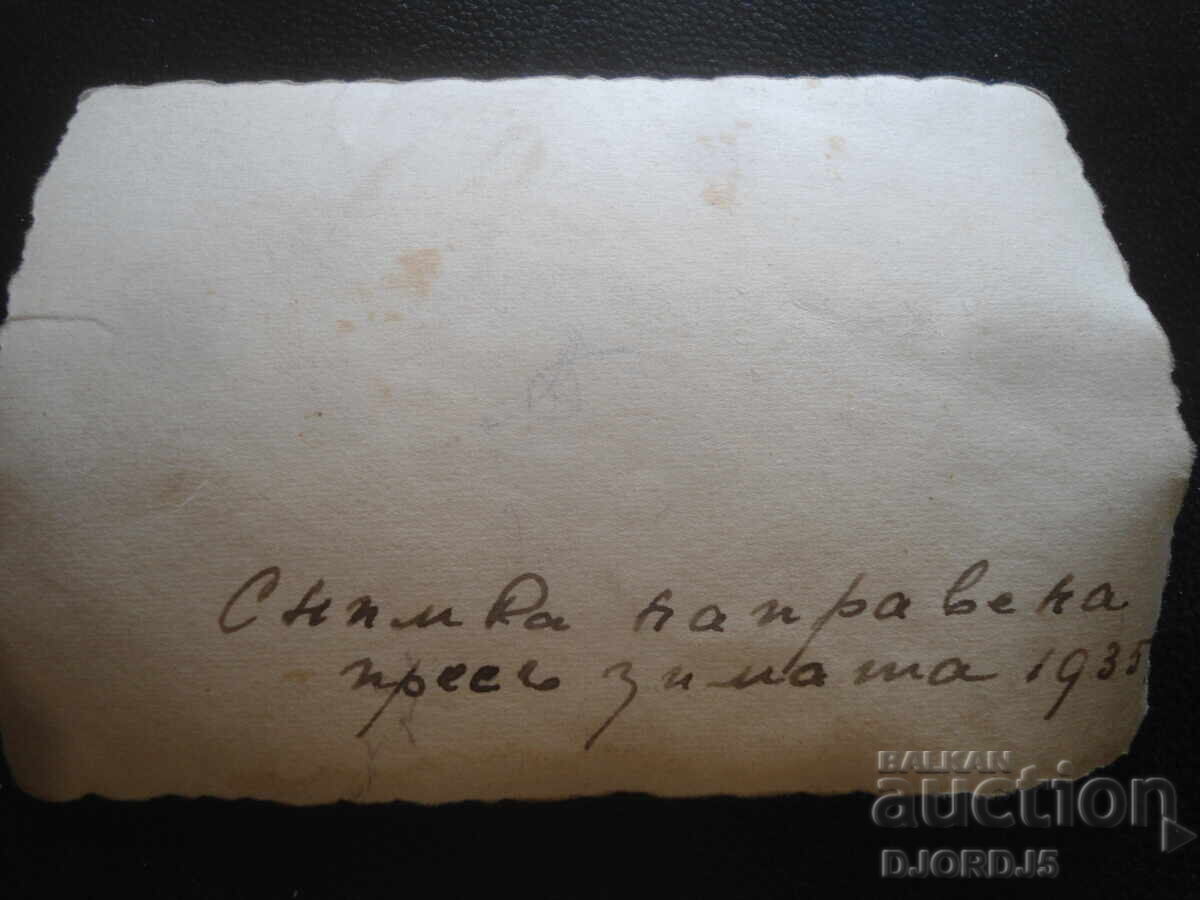 Снимка направена
презъ зимата 1935
BALKAN
auction
DJORDJ5